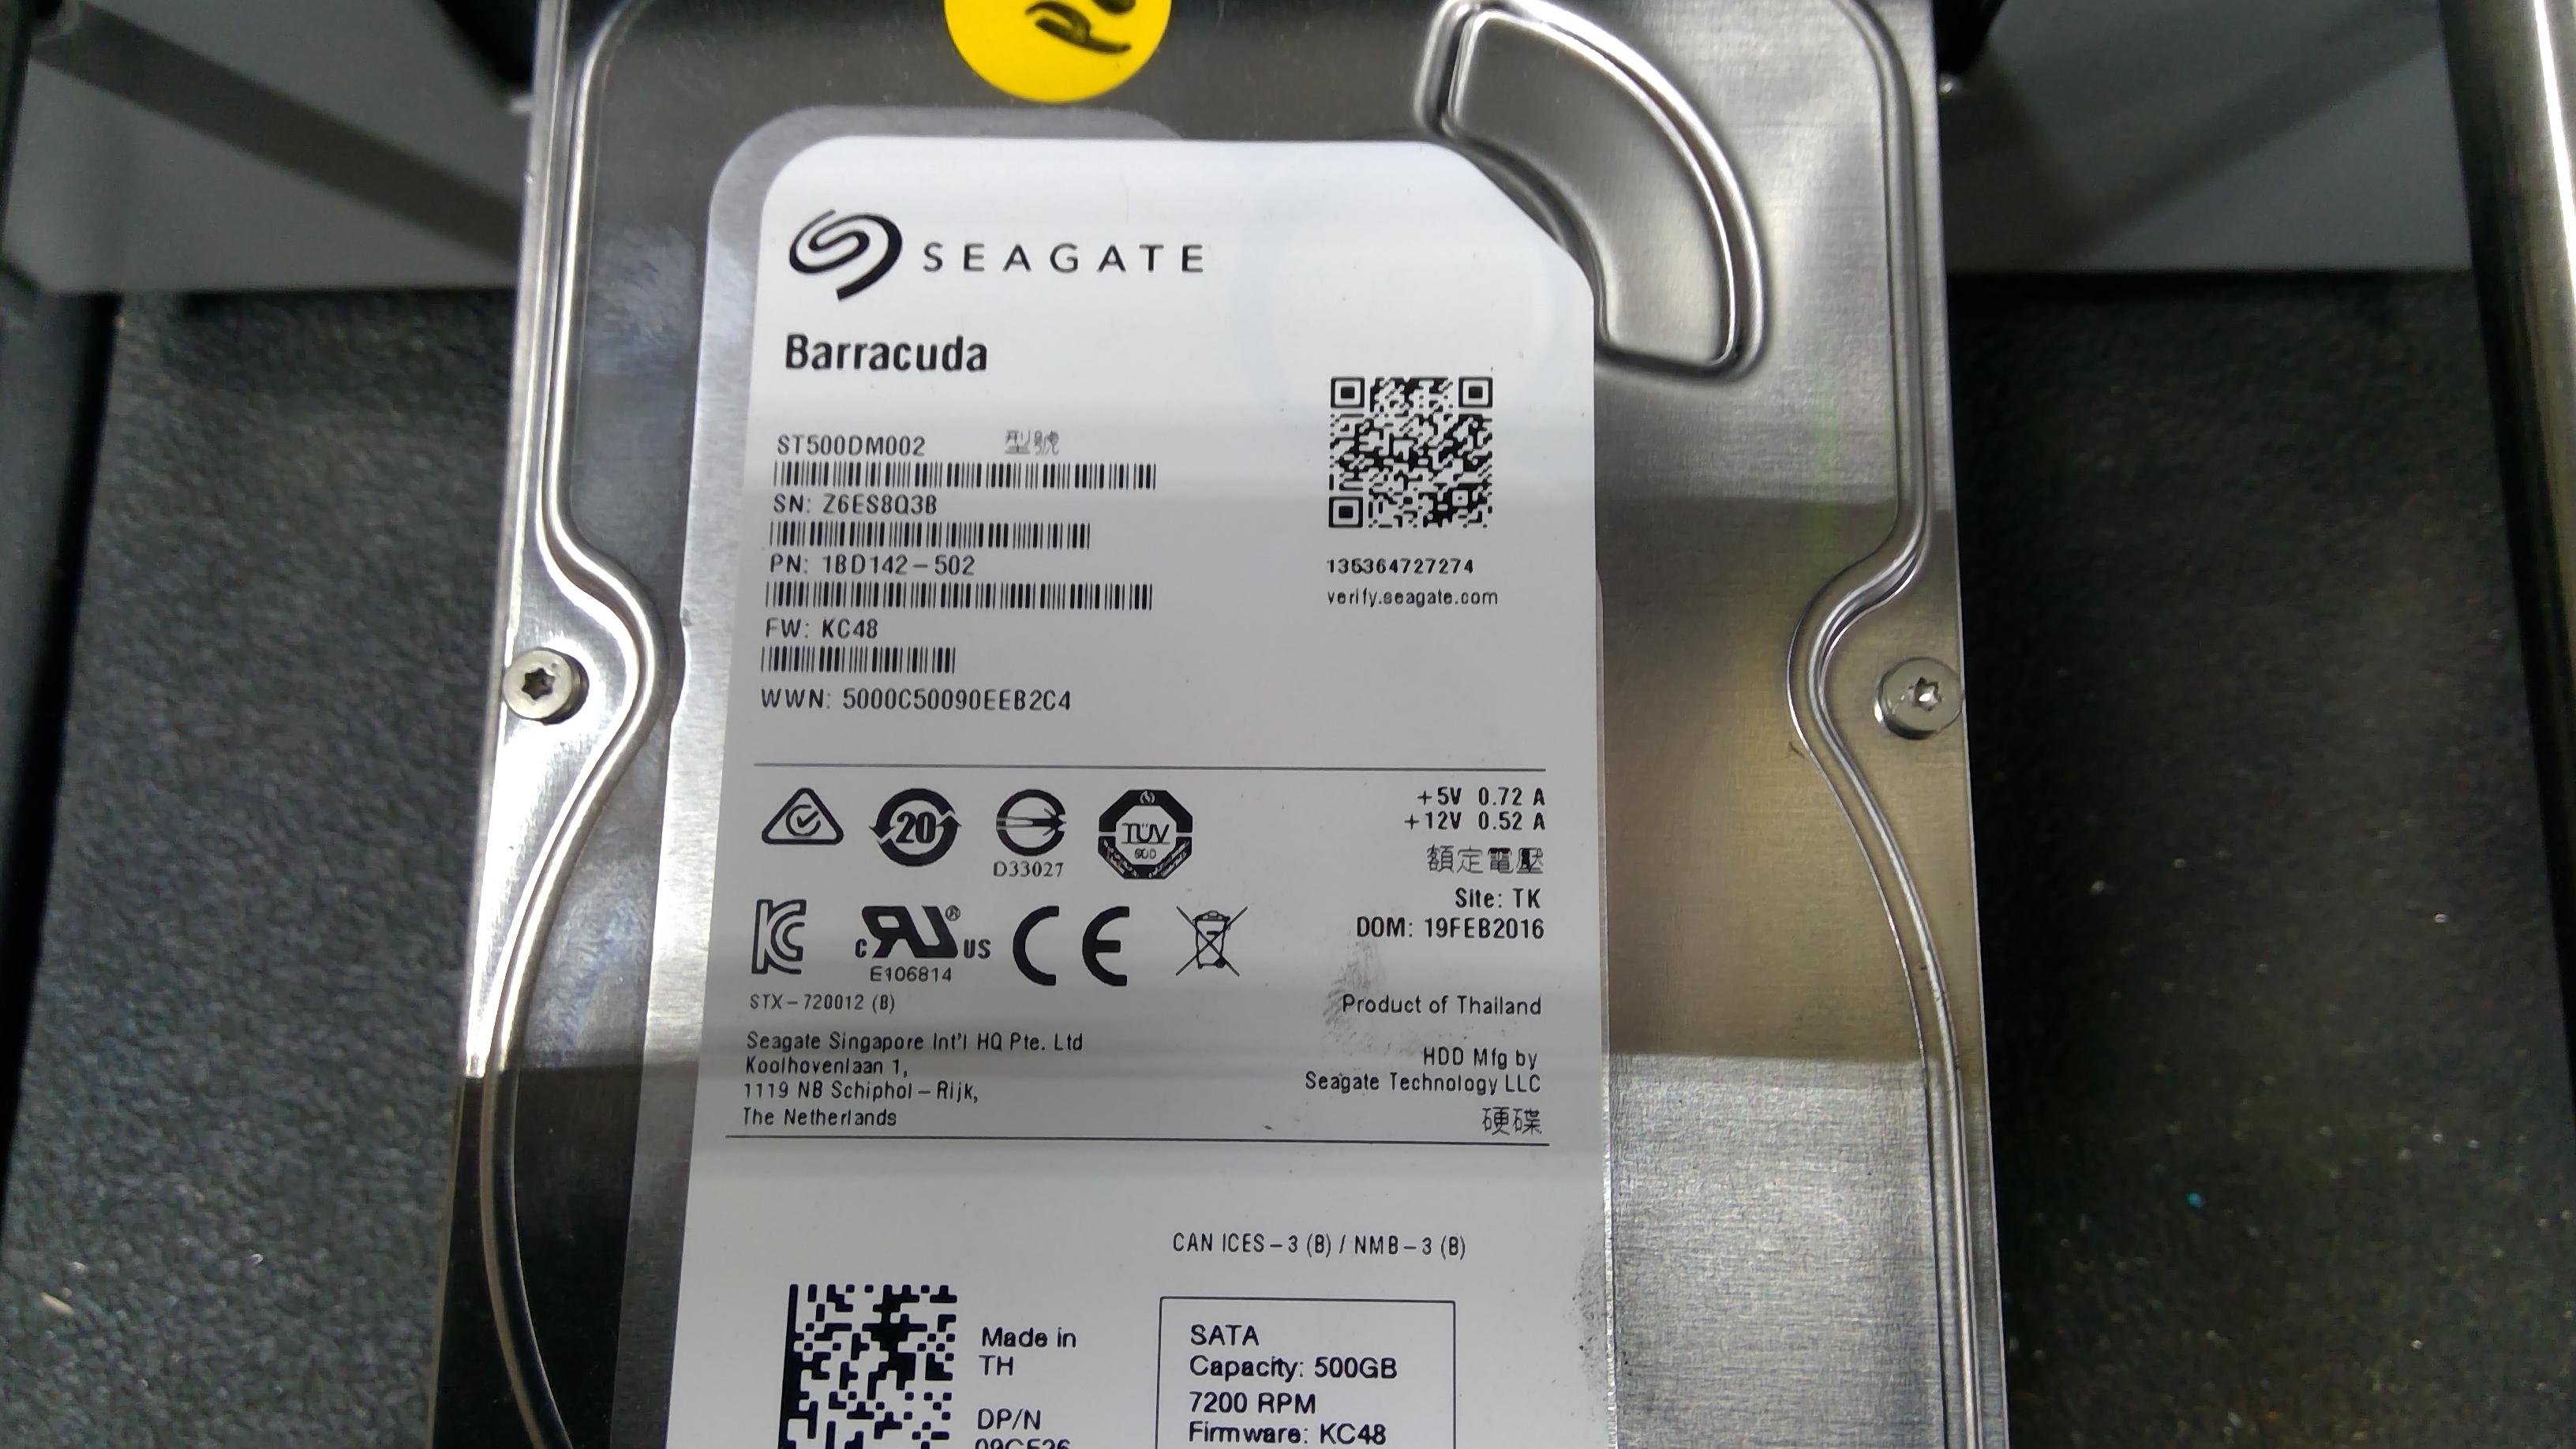 SEAGATE
Barracuda
ST500DM002 型號
SN: Z6ES8Q3B
PN: 1BD142-502
FW: KC48
WWN: 5000C50090EEB2C4
135364727274
verify.seagate.com
+5V 0.72 A
+12V 0.52 A
額定電壓
Site: TK
DOM: 19FEB2016
20
D33027
TÜV
SÜD
c RU® US
E106814
CE
STX-720012 (B)
Product of Thailand
Seagate Singapore Int'l HQ Pte. Ltd
Koolhovenlaan 1,
1119 NB Schiphol-Rijk,
The Netherlands
HDD Mfg by
Seagate Technology LLC
硬碟
CAN ICES-3 (B) / NMB-3 (B)
Made in
TH
DP/N
SATA
Capacity: 500GB
7200 RPM
Firmware: KC48